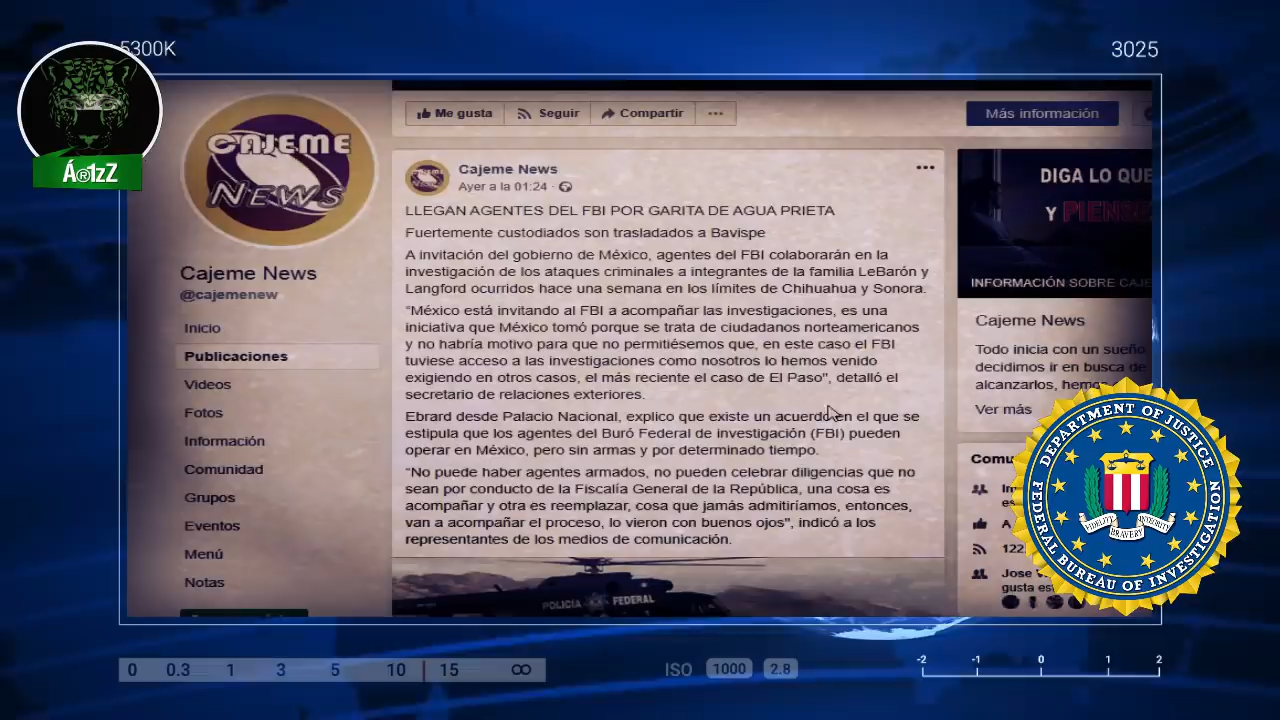 5300K
3025
Á®1zZ
CAJEME
NEWS
Me gusta
Seguir
Compartir
Más información
Cajeme News
@cajemenew
Inicio
Publicaciones
Videos
Fotos
Información
Comunidad
Grupos
Eventos
Menú
Notas
Cajeme News
Ayer a la 01:24 ·
LLEGAN AGENTES DEL FBI POR GARITA DE AGUA PRIETA
Fuertemente custodiados son trasladados a Bavispe
A invitación del gobierno de México, agentes del FBI colaborarán en la
investigación de los ataques criminales a integrantes de la familia LeBarón y
Langford ocurridos hace una semana en los límites de Chihuahua y Sonora.
"México está invitando al FBI a acompañar las investigaciones, es una
iniciativa que México tomó porque se trata de ciudadanos norteamericanos
y no habría motivo para que no permitiésemos que, en este caso el FBI
tuviese acceso a las investigaciones como nosotros lo hemos venido
exigiendo en otros casos, el más reciente el caso de El Paso", detalló el
secretario de relaciones exteriores.
Ebrard desde Palacio Nacional, explico que existe un acuerdo en el que se
estipula que los agentes del Buró Federal de investigación (FBI) pueden
operar en México, pero sin armas y por determinado tiempo.
"No puede haber agentes armados, no pueden celebrar diligencias que no
sean por conducto de la Fiscalía General de la República, una cosa es
acompañar y otra es reemplazar, cosa que jamás admitiríamos, entonces,
van a acompañar el proceso, lo vieron con buenos ojos", indicó a los
representantes de los medios de comunicación.
POLICÍA FEDERAL
DIGA LO QUE
Y PIENSE
INFORMACIÓN SOBRE CAJE
Cajeme News
Todo inicia con un sueño
decidimos ir en busca de
alcanzarlos, hemos
Ver más
Comu
A
122
Jose
gusta es
DEPARTMENT OF JUSTICE
FIDELITY BRAVERY INTEGRITY
FEDERAL BUREAU OF INVESTIGATION
0 0.3 1 3 5 10 15 ∞
ISO 1000 2.8
-2 -1 0 1 2